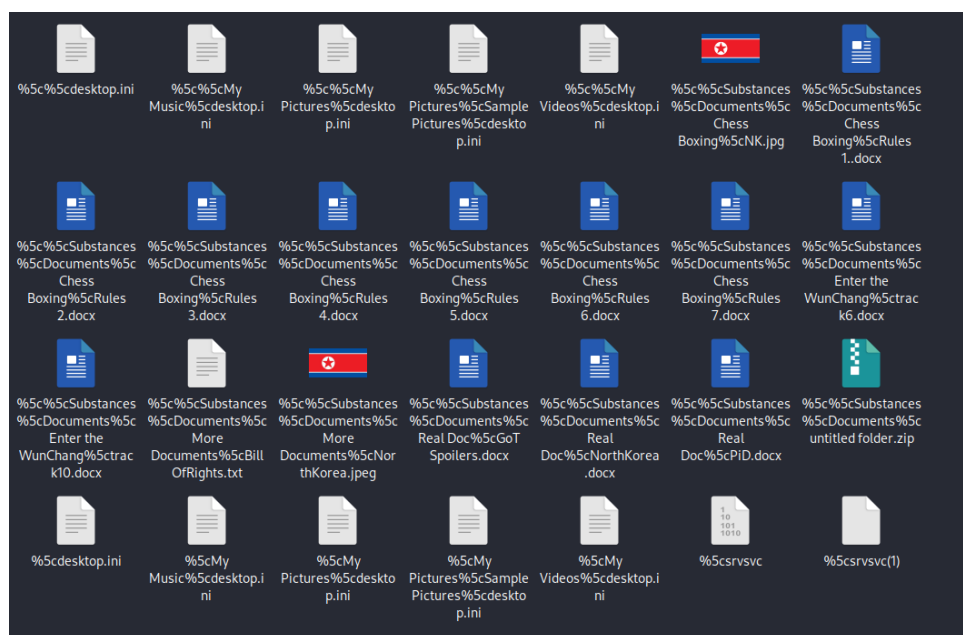 %5c%5cdesktop.ini
%5c%5cMy
Music%5cdesktop.i
ni
%5c%5cMy
Pictures%5cdeskto
p.ini
%5c%5cMy
Pictures%5cSample
Pictures%5cdeskto
p.ini
%5c%5cMy
Videos%5cdesktop.i
ni
%5c%5cSubstances
%5cDocuments%5c
Chess
Boxing%5cNK.jpg
%5c%5cSubstances
%5cDocuments%5c
Chess
Boxing%5cRules
1..docx
%5c%5cSubstances
%5cDocuments%5c
Chess
Boxing%5cRules
2.docx
%5c%5cSubstances
%5cDocuments%5c
Chess
Boxing%5cRules
3.docx
%5c%5cSubstances
%5cDocuments%5c
Chess
Boxing%5cRules
4.docx
%5c%5cSubstances
%5cDocuments%5c
Chess
Boxing%5cRules
5.docx
%5c%5cSubstances
%5cDocuments%5c
Chess
Boxing%5cRules
6.docx
%5c%5cSubstances
%5cDocuments%5c
Chess
Boxing%5cRules
7.docx
%5c%5cSubstances
%5cDocuments%5c
Enter the
WunChang%5ctrac
k6.docx
%5c%5cSubstances
%5cDocuments%5c
Enter the
WunChang%5ctrac
k10.docx
%5c%5cSubstances
%5cDocuments%5c
More
Documents%5cBill
OfRights.txt
%5c%5cSubstances
%5cDocuments%5c
More
Documents%5cNor
thKorea.jpeg
%5c%5cSubstances
%5cDocuments%5c
Real Doc%5cGoT
Spoilers.docx
%5c%5cSubstances
%5cDocuments%5c
Real
Doc%5cNorthKorea
.docx
%5c%5cSubstances
%5cDocuments%5c
Real
Doc%5cPiD.docx
%5c%5cSubstances
%5cDocuments%5c
untitled folder.zip
%5cdesktop.ini
%5cMy
Music%5cdesktop.i
ni
%5cMy
Pictures%5cdeskto
p.ini
%5cMy
Pictures%5cSample
Pictures%5cdeskto
p.ini
%5cMy
Videos%5cdesktop.i
ni
1
10
101
1010
%5csrvsvc
%5csrvsvc(1)